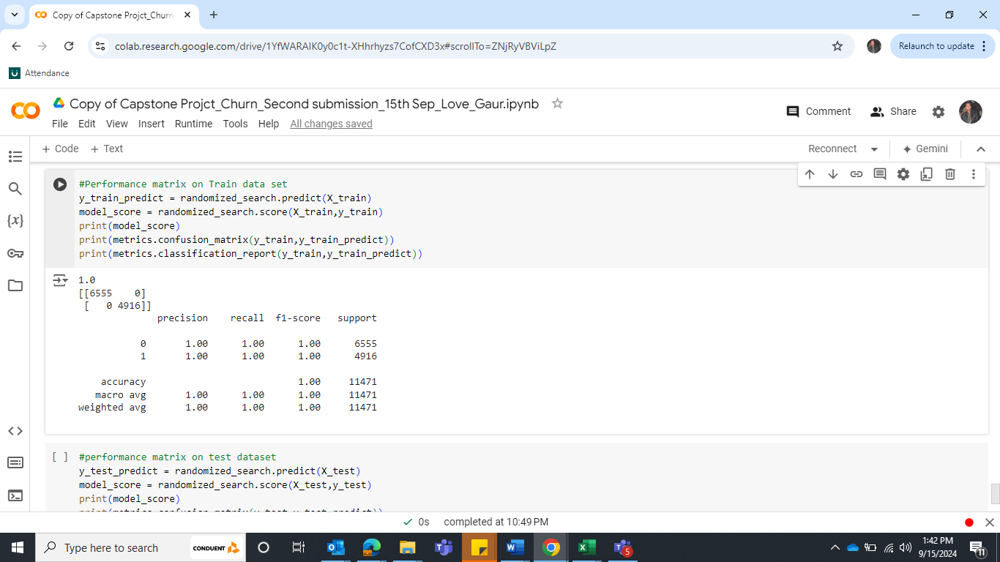 Copy of Capstone Projct_Churn
colab.research.google.com/drive/1YfWARAIK0y0c1t-XHhrhyzs7CofCXD3x#scrollTo=ZNjRyVBViLpZ
Relaunch to update
Attendance
Copy of Capstone Projct_Churn_Second submission_15th Sep_Love_Gaur.ipynb
File Edit View Insert Runtime Tools Help All changes saved
Comment Share
+ Code + Text
Reconnect Gemini
#Performance matrix on Train data set
y_train_predict = randomized_search.predict(X_train)
model_score = randomized_search.score(X_train,y_train)
print(model_score)
print(metrics.confusion_matrix(y_train,y_train_predict))
print(metrics.classification_report(y_train,y_train_predict))
1.0
[[6555 0]
[ 0 4916]]
precision recall f1-score support
0 1.00 1.00 1.00 6555
1 1.00 1.00 1.00 4916
accuracy 1.00 11471
macro avg 1.00 1.00 1.00 11471
weighted avg 1.00 1.00 1.00 11471
[ ] #performance matrix on test dataset
y_test_predict = randomized_search.predict(X_test)
model_score = randomized_search.score(X_test,y_test)
print(model_score)
print(metrics.confusion_matrix(y_test,y_test_predict))
0s completed at 10:49 PM
Type here to search
CONDUENT
5
1:42 PM
9/15/2024
11